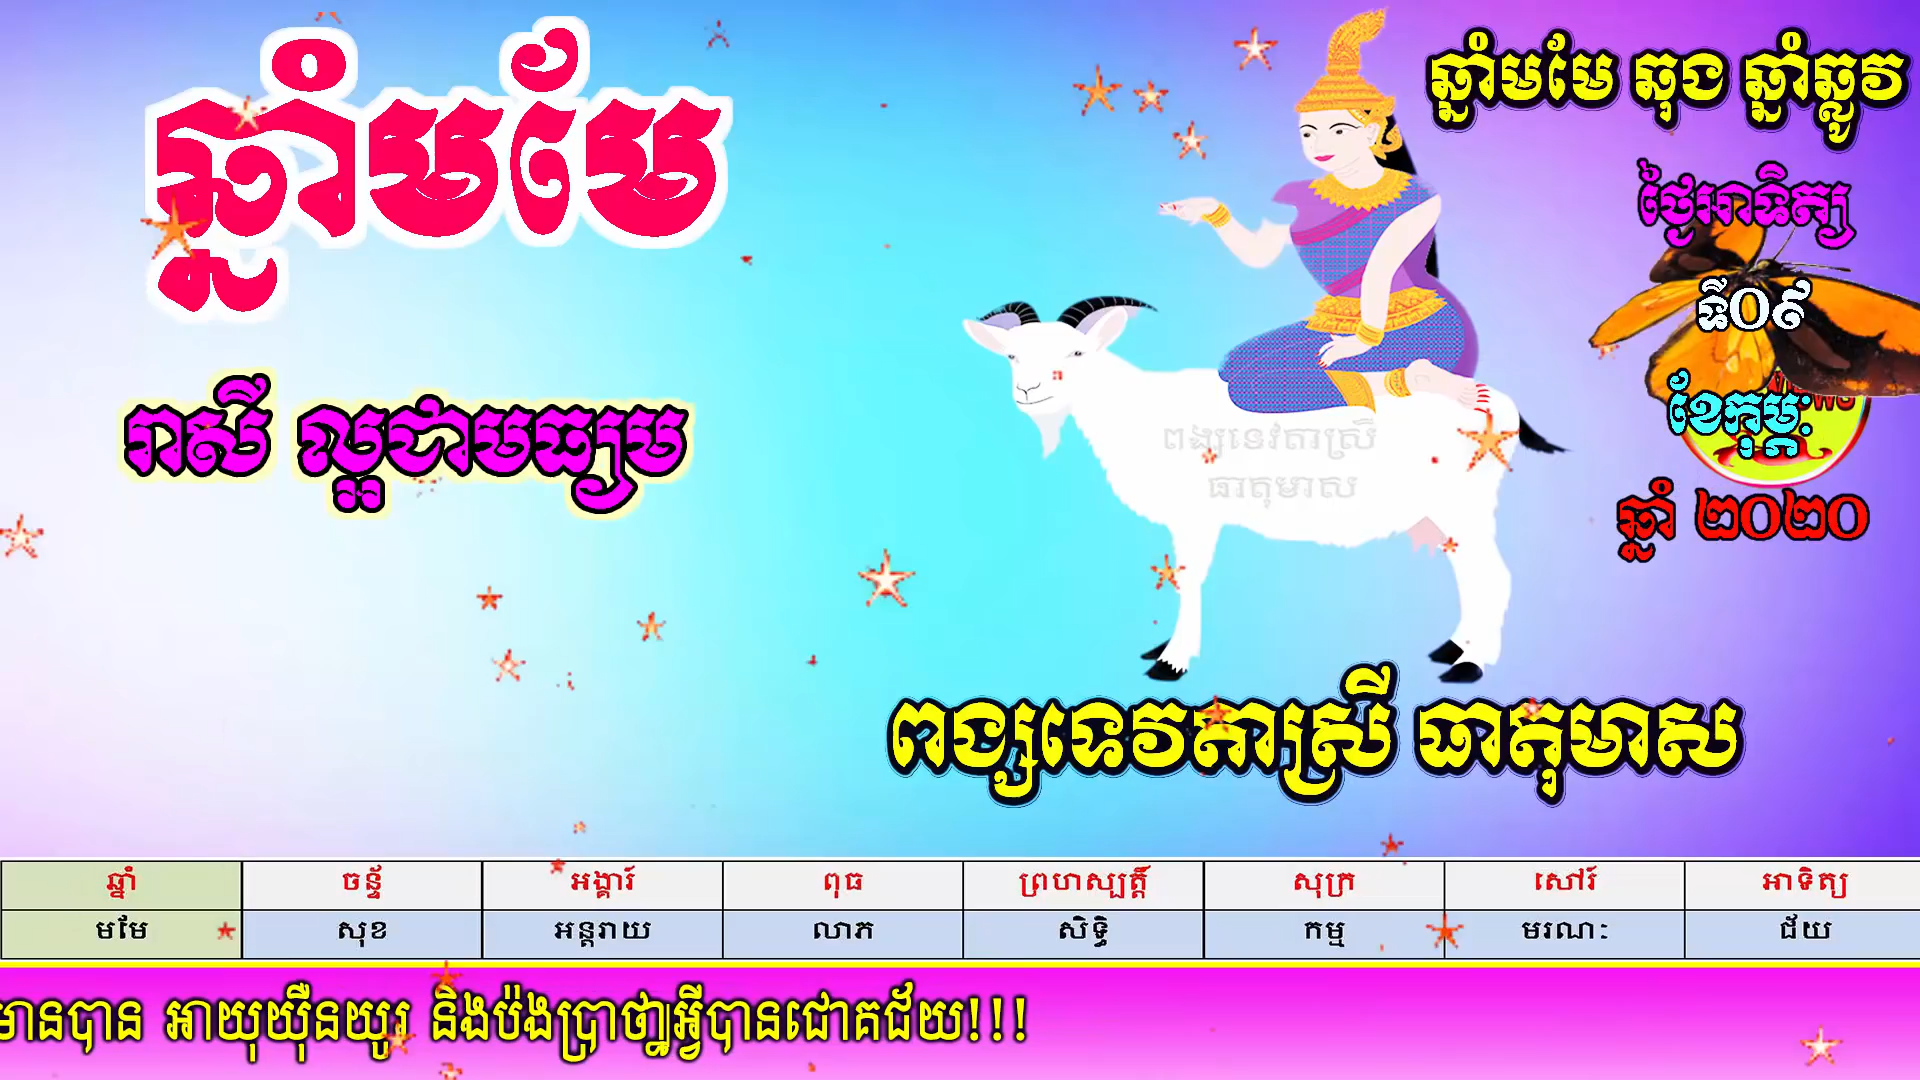 ឆ្នាំមមែ
ឆ្នាំមមែ ឆុង ឆ្នាំឆ្លូវ
ថ្ងៃអាទិត្យ
ទី០៩
ខែកុម្ភៈ
ឆ្នាំ ២០២០
រាសី ល្អជាមធ្យម
ពង្សទេវតាស្រី
ធាតុមាស
ពង្សទេវតាស្រី ធាតុមាស
ឆ្នាំ ចន្ទ័ អង្គារ៍ ពុធ ព្រហស្បត្តិ៍ សុក្រ សៅរ៍ អាទិត្យ
មមែ សុខ អន្តរាយ លាភ សិទ្ធិ កម្ម មរណៈ ជ័យ
មានបាន អាយុយ៉ឺនយូរ និងប៉ងប្រាថ្នាអ្វីបានជោគជ័យ!!!